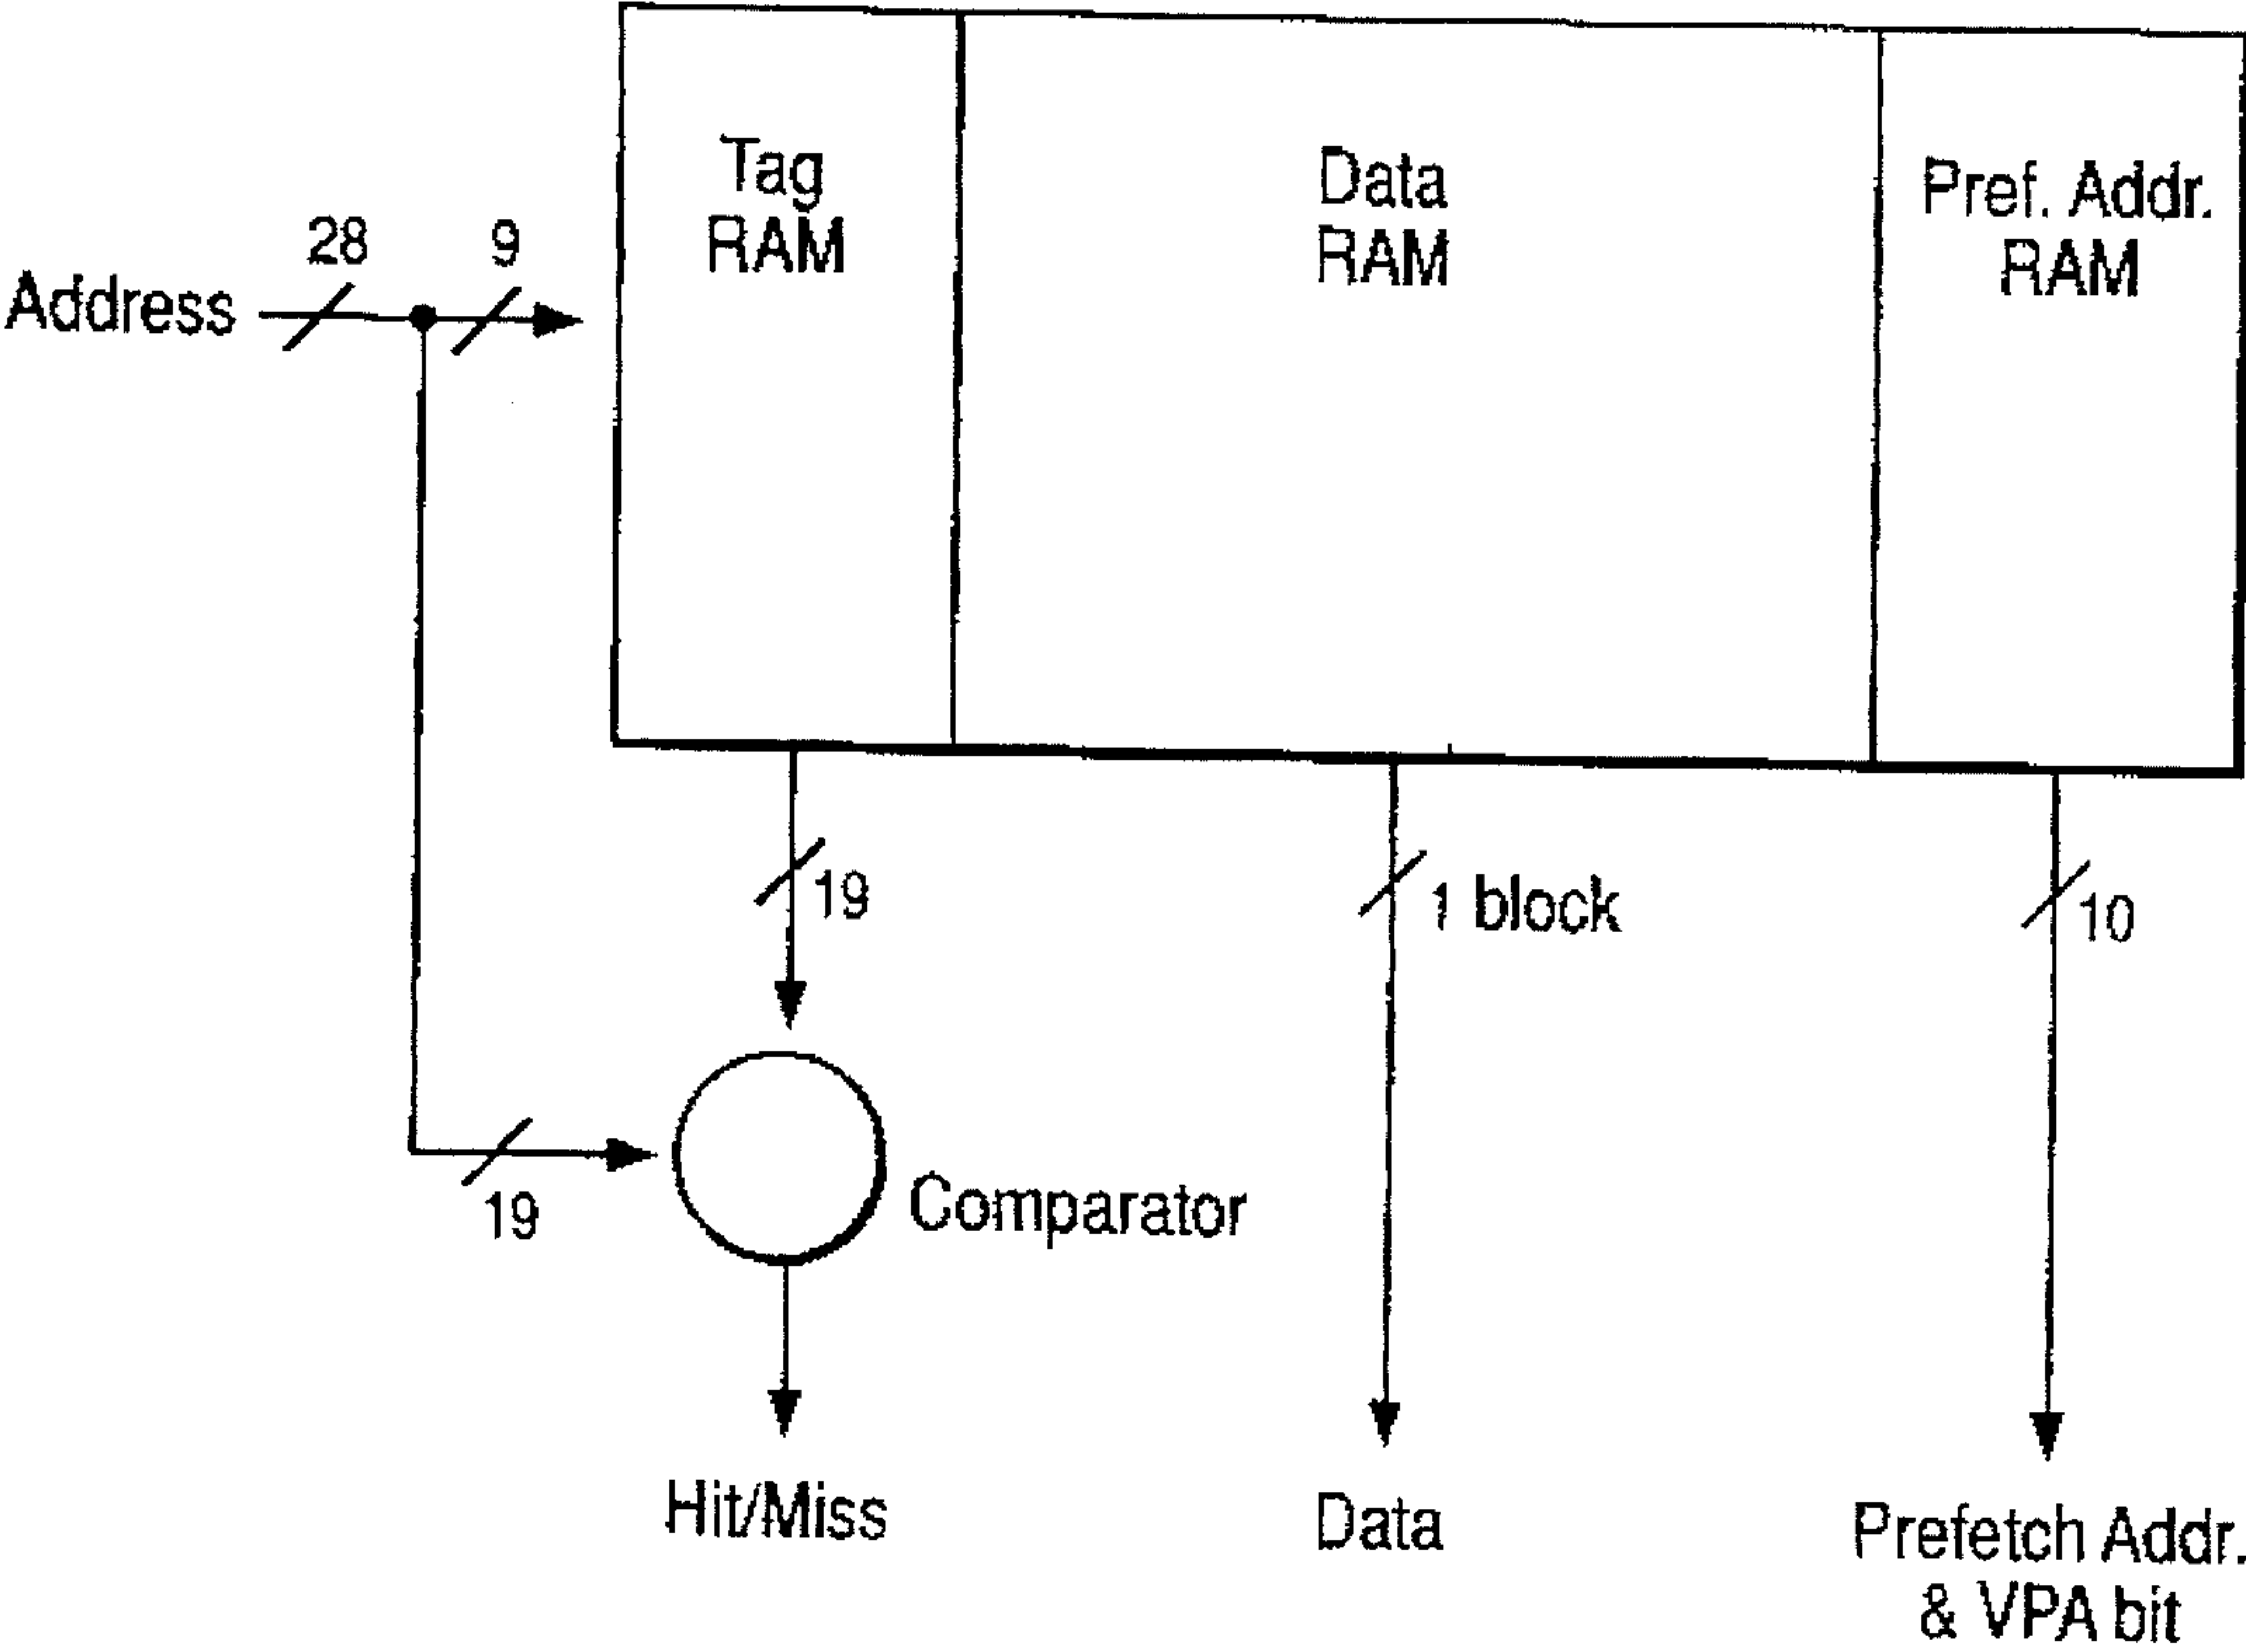 Tag
RAM
Data
RAM
Pref. Addr.
RAM
28
9
Address
19
1 block
10
19
Comparator
Hit/Miss
Data
Prefetch Addr.
& VPA bit